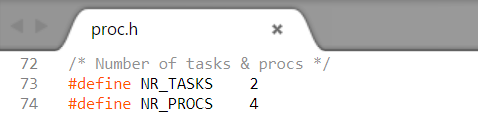 proc.h
72 /* Number of tasks & procs */
73 #define NR_TASKS 2
74 #define NR_PROCS 4